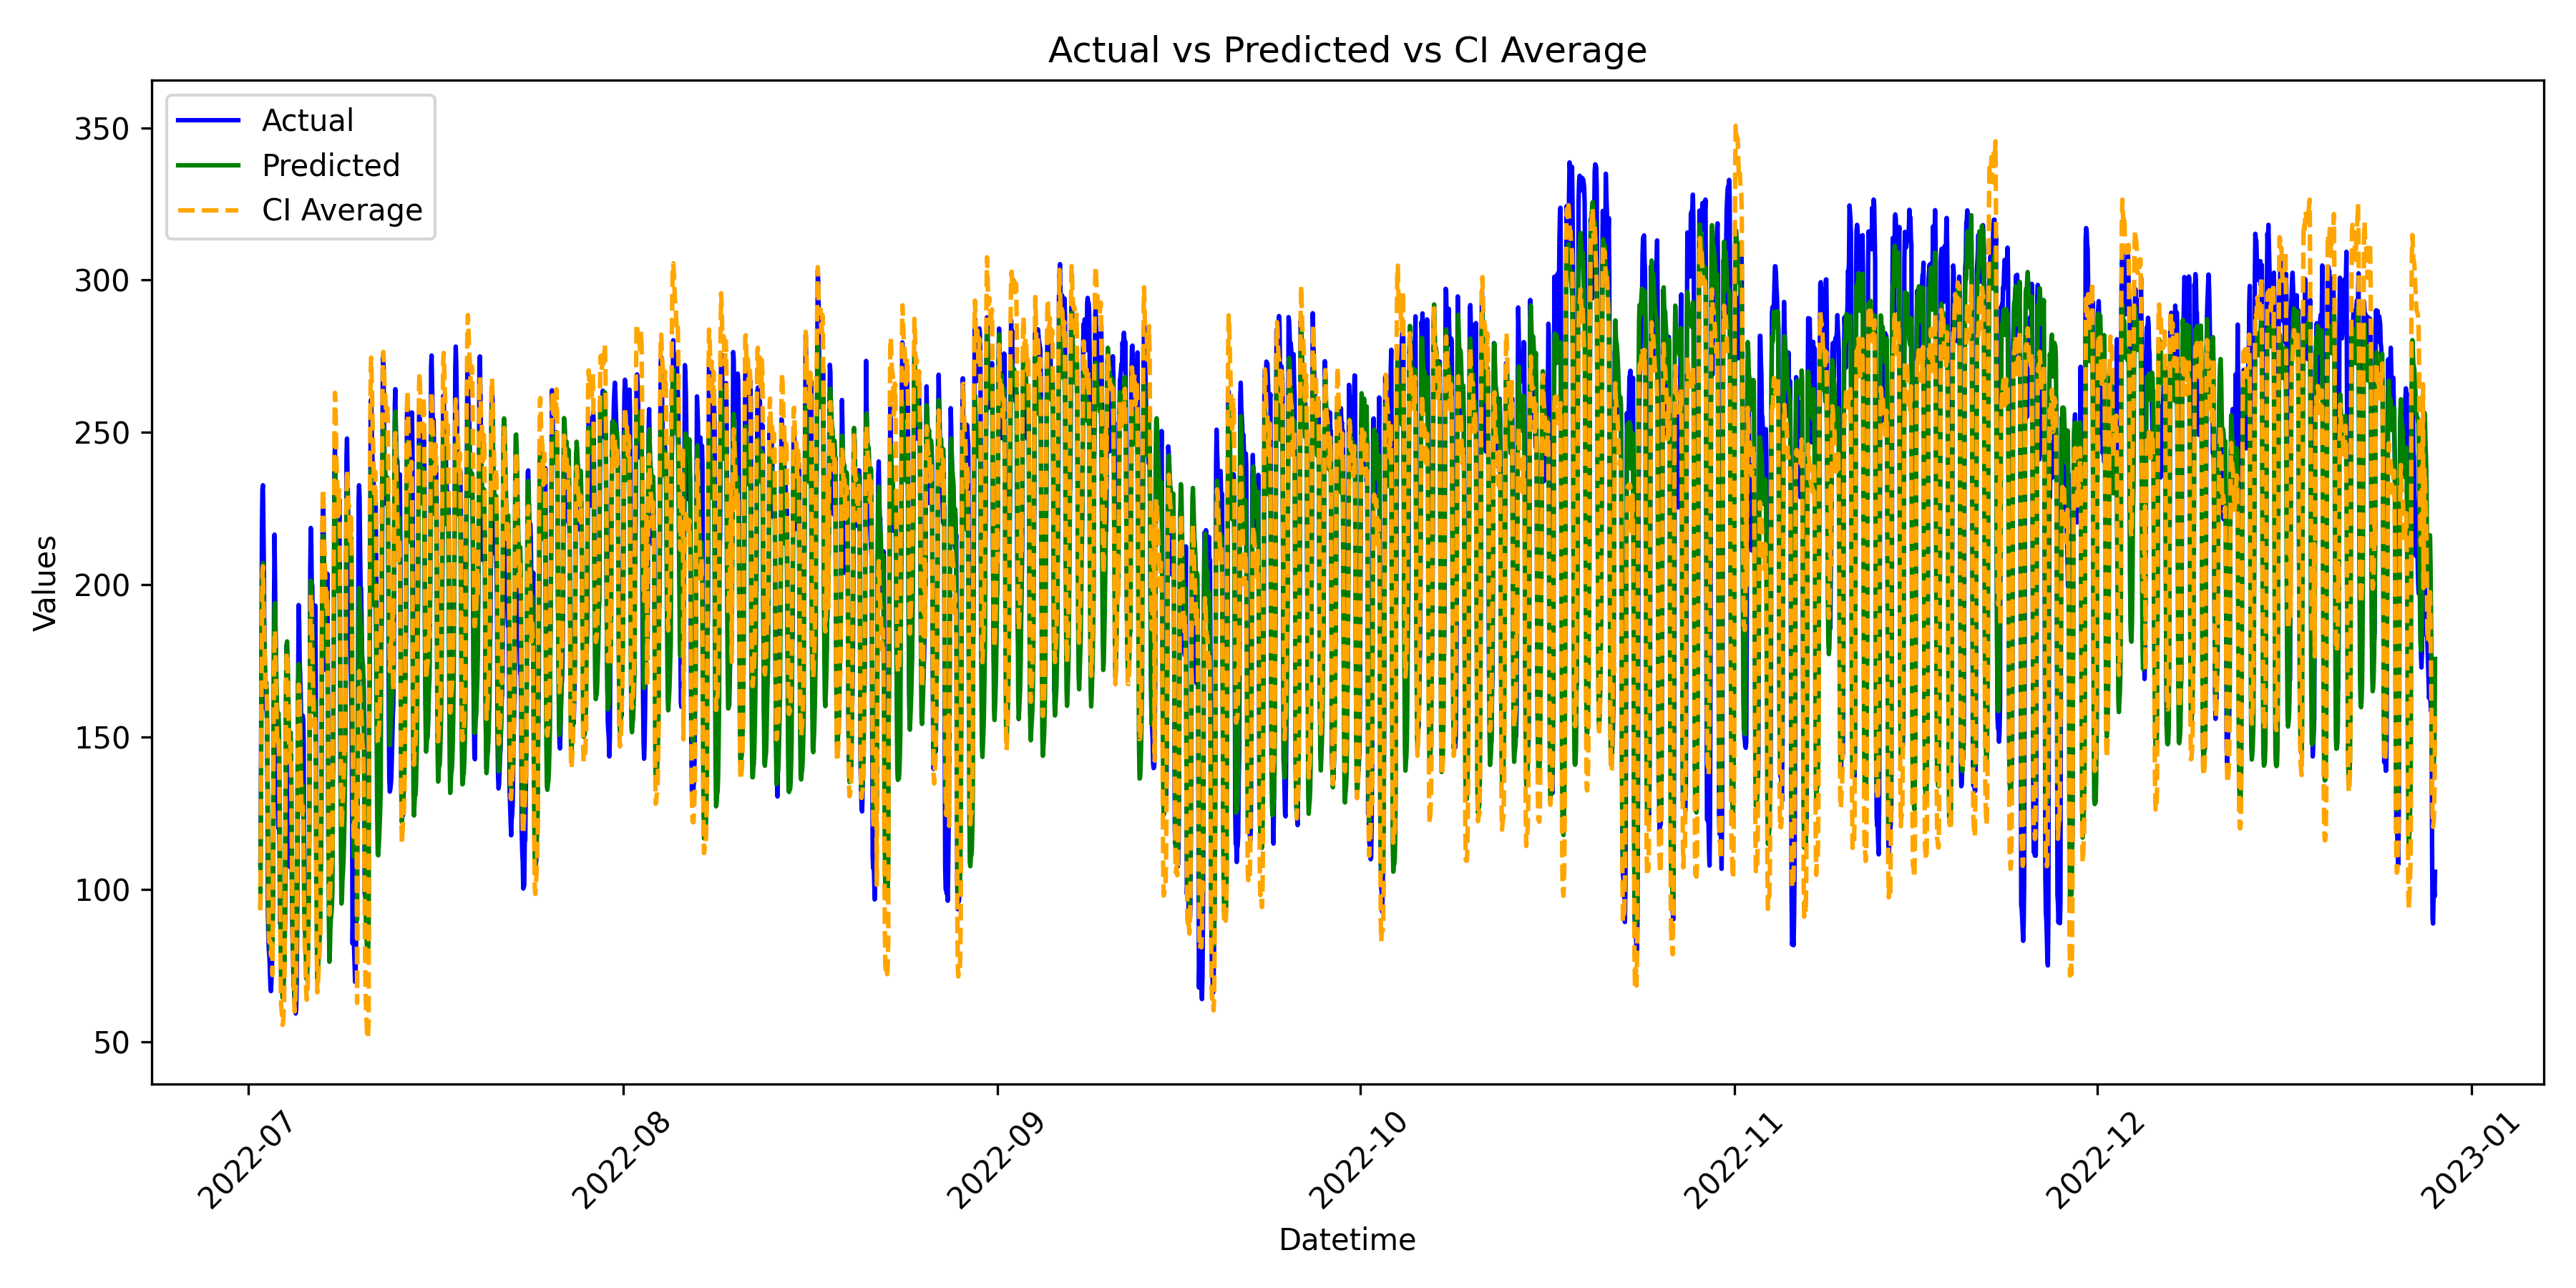 Actual vs Predicted vs CI Average
Actual
Predicted
CI Average
350
300
250
200
150
100
50
Values
2022-07
2022-08
2022-09
2022-10
2022-11
2022-12
2023-01
Datetime